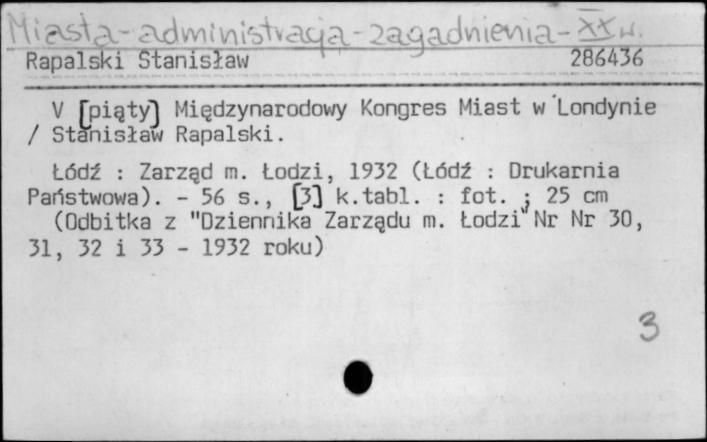 Miasta - administracja - zagadnienia - XX w.
Rapalski Stanisław 286436
V [piąty] Międzynarodowy Kongres Miast w Londynie
/ Stanisław Rapalski.
Łódź : Zarząd m. Łodzi, 1932 (Łódź : Drukarnia
Państwowa). - 56 s., [3] k.tabl. : fot. ; 25 cm
(Odbitka z "Dziennika Zarządu m. Łodzi" Nr Nr 30,
31, 32 i 33 - 1932 roku)
3